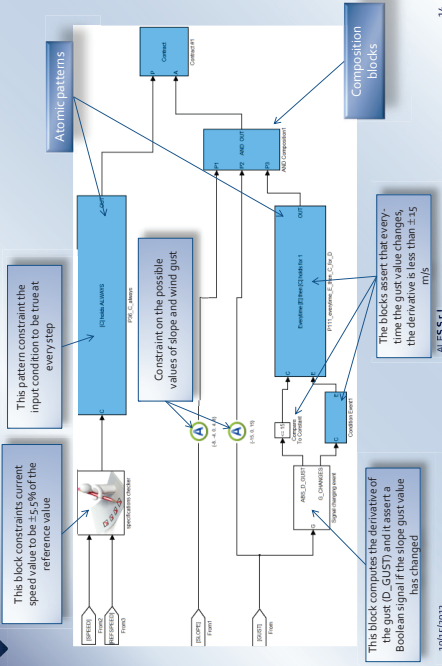 This block constraints current
speed value to be ±5.5% of the
reference value
This pattern constraint the
input condition to be true at
every step
Atomic patterns
[SPEED]
From2
[REFSPEED]
From3
specifications checker
C
[C] holds ALWAYS
OUT
P36_C_always
P
Contract
A
Contract #1
Constraint on the possible
values of slope and wind gust
[SLOPE]
From1
A
A
[GUST]
From
P1
P2
AND OUT
P3
AND Composition1
Composition
blocks
G
ABS_D_GUST
G_CHANGES
Signal changing event
<= 15
Compare
To Constant
C
E
Condition Event1
C
E
Everytime [E] then [C] holds for 1
OUT
P111_everytime_E_then_C_for_D
This block computes the derivative of
the gust (D_GUST) and it assert a
Boolean signal if the slope gust value
has changed
The blocks assert that every-
time the gust value changes,
the derivative is less than ±15
m/s